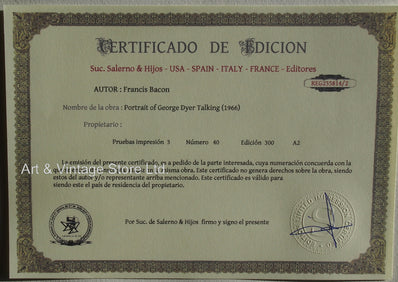 CERTIFICADO DE EDICION
Suc. Salerno & Hijos - USA - SPAIN - ITALY - FRANCE - Editores
REG255814/2
AUTOR : Francis Bacon
Nombre de la obra : Portrait of George Dyer Talking (1966)
Propietario :
Pruebas impresión 3 Número 40 Edición 300 A2
La emisión del presente certificado, es a pedido de la parte interesada, cuya numeración concuerda con la
misma obra. Este certificado no genera derechos sobre la obra, siendo
estos del autor y/o representante arriba mencionado. Este certificado es válido para
siendo este el país de residencia del propietario.
Art & Vintage Store Ltd
Por Suc. de Salerno & Hijos firmo y signo el presente